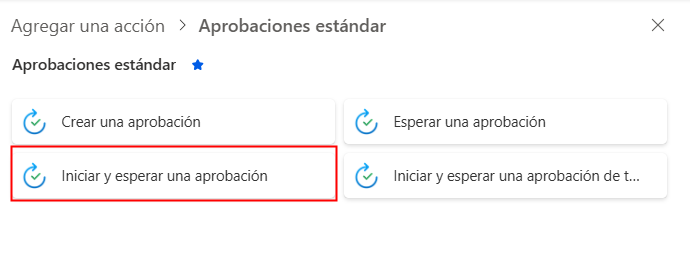 Agregar una acción > Aprobaciones estándar
Aprobaciones estándar
Crear una aprobación
Esperar una aprobación
Iniciar y esperar una aprobación
Iniciar y esperar una aprobación de t...